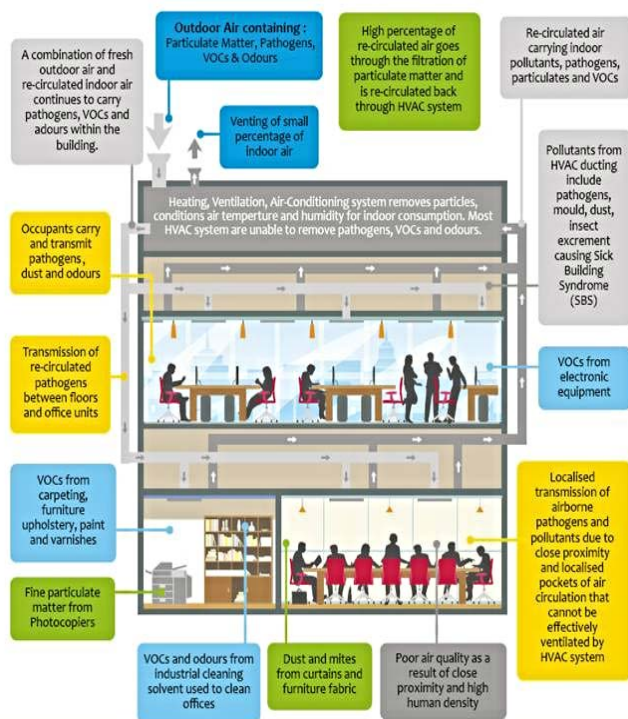 Outdoor Air containing :
Particulate Matter, Pathogens,
VOCs & Odours
High percentage of
re-circulated air goes
through the filtration of
particulate matter and
is re-circulated back
through HVAC system
Re-circulated air
carrying indoor
pollutants, pathogens,
particulates and VOCs
A combination of fresh
outdoor air and
re-circulated indoor air
continues to carry
pathogens, VOCs and
adours within the
building.
Venting of small
percentage of
indoor air
Pollutants from
HVAC ducting
include
pathogens,
mould, dust,
insect
excrement
causing Sick
Building
Syndrome
(SBS)
Heating, Ventilation, Air-Conditioning system removes particles,
conditions air temperture and humidity for indoor consumption. Most
HVAC system are unable to remove pathogens, VOCs and odours.
Occupants carry
and transmit
pathogens ,
dust and odours
Transmission of
re-circulated
pathogens
between floors
and office units
VOCs from
electronic
equipment
VOCs from
carpeting,
furniture
upholstery, paint
and varnishes
Localised
transmission of
airborne
pathogens and
pollutants due to
close proximity
and localised
pockets of air
circulation that
cannot be
effectively
ventilated by
HVAC system
Fine particulate
matter from
Photocopiers
VOCs and odours from
industrial cleaning
solvent used to clean
offices
Dust and mites
from curtains and
furniture fabric
Poor air quality as a
result of close
proximity and high
human density